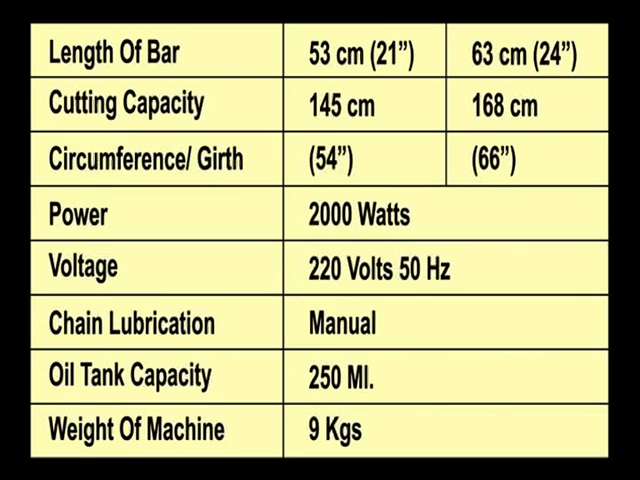 Length Of Bar 53 cm (21”) 63 cm (24”)
Cutting Capacity 145 cm 168 cm
Circumference/ Girth (54”) (66”)
Power 2000 Watts
Voltage 220 Volts 50 Hz
Chain Lubrication Manual
Oil Tank Capacity 250 Ml.
Weight Of Machine 9 Kgs